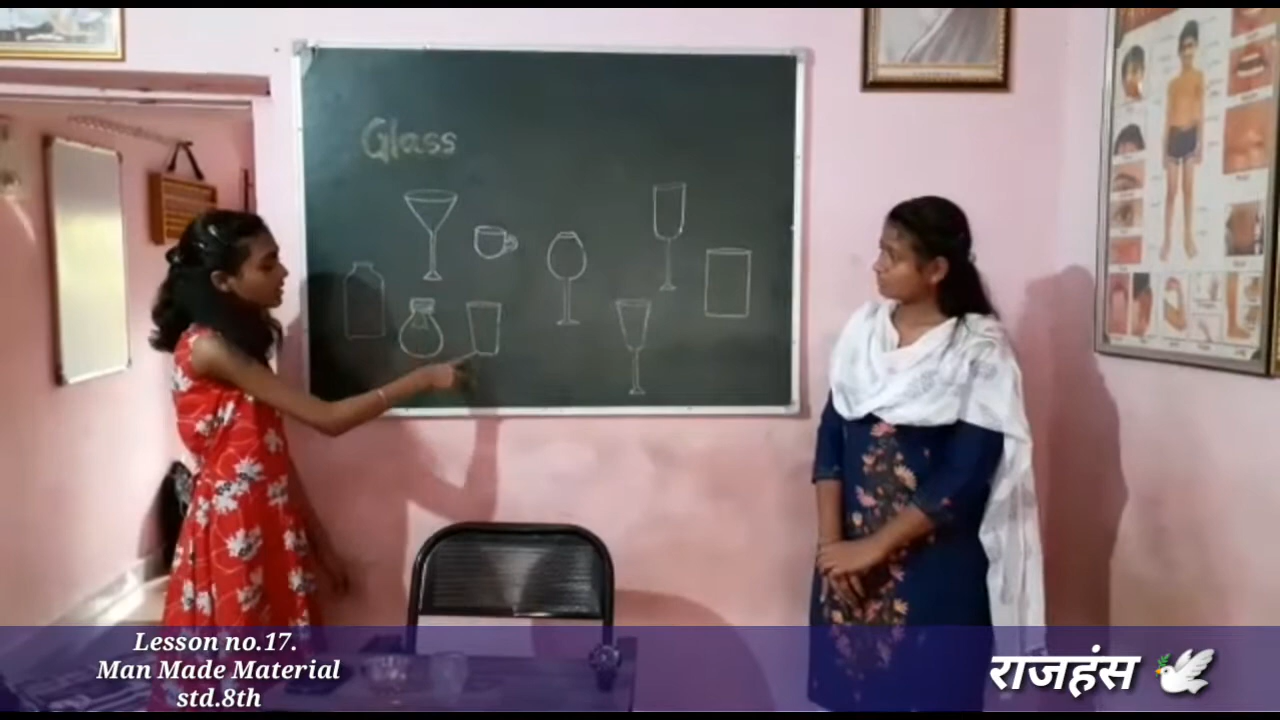 Glass
Lesson no.17.
Man Made Material
std.8th
राजहंस